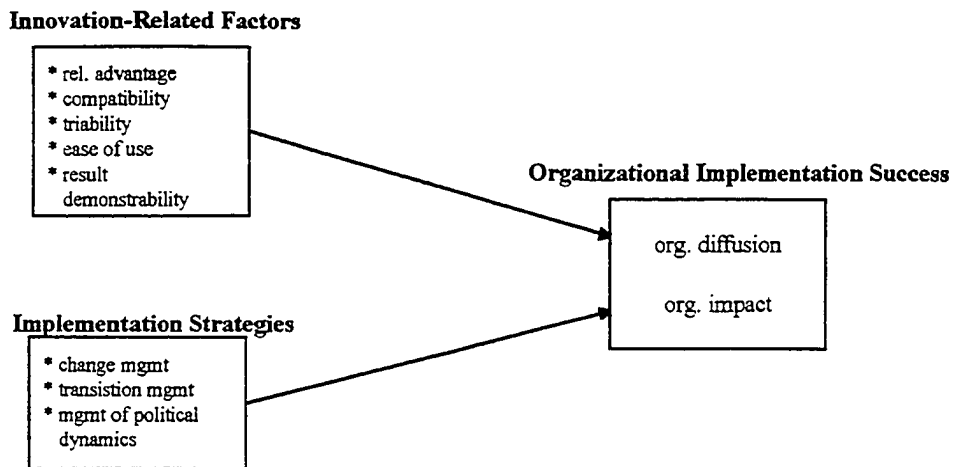 Innovation-Related Factors
* rel. advantage
* compatibility
* triability
* ease of use
* result
demonstrability
Organizational Implementation Success
org. diffusion
org. impact
Implementation Strategies
* change mgmt
* transistion mgmt
* mgmt of political
dynamics